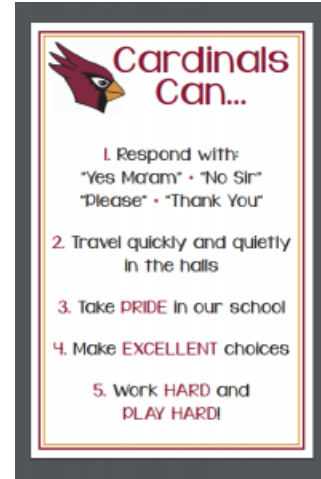 Cardinals
Can...
1. Respond with:
"Yes Ma'am" • "No Sir"
"Please" • "Thank You"
2. Travel quickly and quietly
in the halls
3. Take PRIDE in our school
4. Make EXCELLENT choices
5. Work HARD and
PLAY HARD!